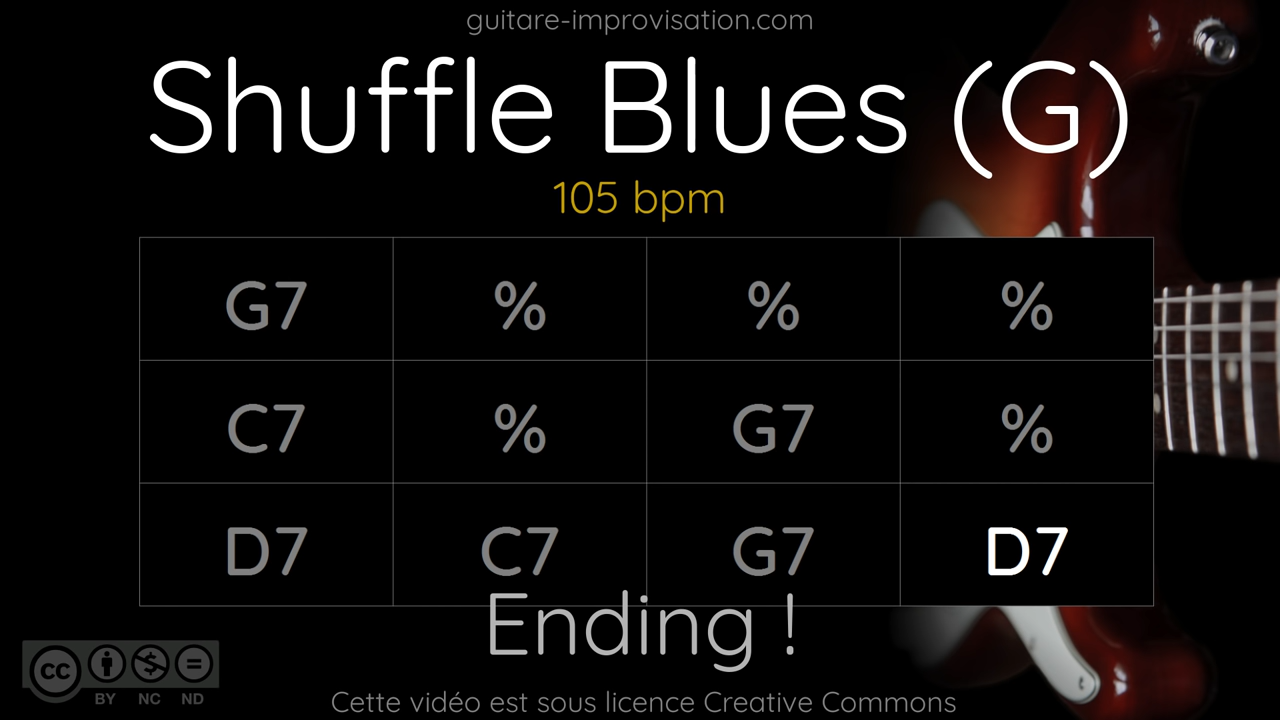 guitare-improvisation.com
Shuffle Blues (G)
105 bpm
G7 % % %
C7 % G7 %
D7 C7 G7 D7
Ending !
cc BY NC ND
Cette vidéo est sous licence Creative Commons